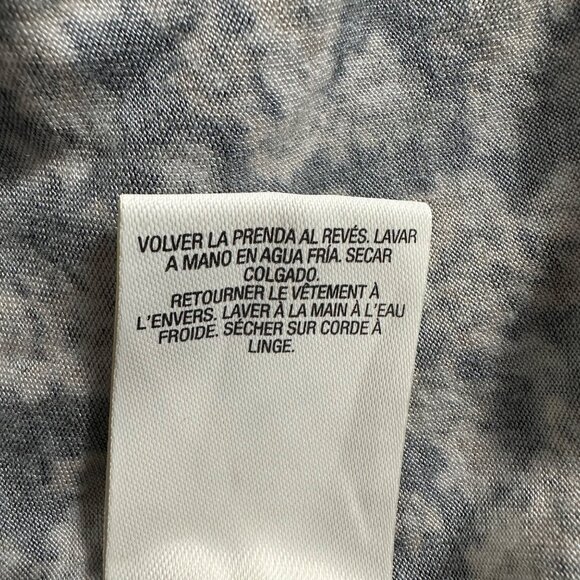 VOLVER LA PRENDA AL REVÉS. LAVAR
A MANO EN AGUA FRÍA. SECAR
COLGADO.
RETOURNER LE VÊTEMENT À
L'ENVERS. LAVER À LA MAIN À L'EAU
FROIDE. SÉCHER SUR CORDE À
LINGE.